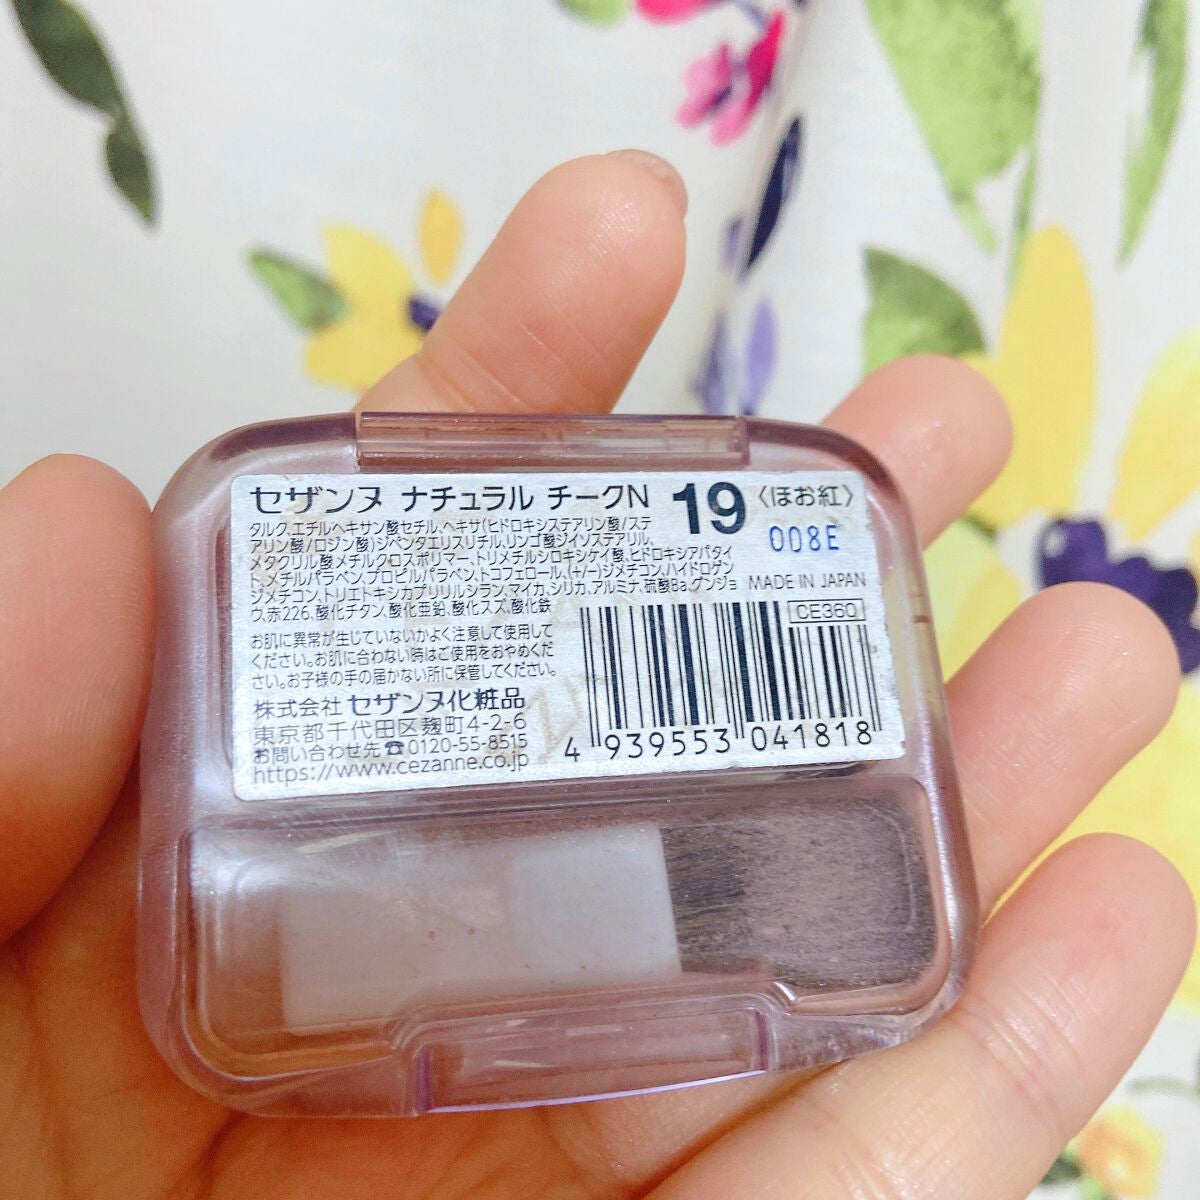 セザンヌ ナチュラル チークN 19 〈ほお紅〉
008E
タルク、エチルヘキサン酸セチル、ヘキサ(ヒドロキシステアリン酸/ステ
アリン酸/ロジン酸)ジペンタエリスリチル、リンゴ酸ジイソステアリル、
メタクリル酸メチルクロスポリマー、トリメチルシロキシケイ酸、ヒドロキシアパタイ
ト、メチルパラベン、プロピルパラベン、トコフェロール、(+/-)ジメチコン、ハイドロゲン
ジメチコン、トリエトキシカプリリルシラン、マイカ、シリカ、アルミナ、硫酸Ba、グンジョ
ウ、赤226、酸化チタン、酸化亜鉛、酸化スズ、酸化鉄
MADE IN JAPAN
CE360
お肌に異常が生じていないかよく注意して使用して
ください。お肌に合わない時はご使用をおやめくだ
さい。お子様の手の届かない所に保管してください。
株式会社 セザンヌ化粧品
東京都千代田区麹町4-2-6
お問い合わせ先☎0120-55-8515
https://www.cezanne.co.jp
4 939553 041818